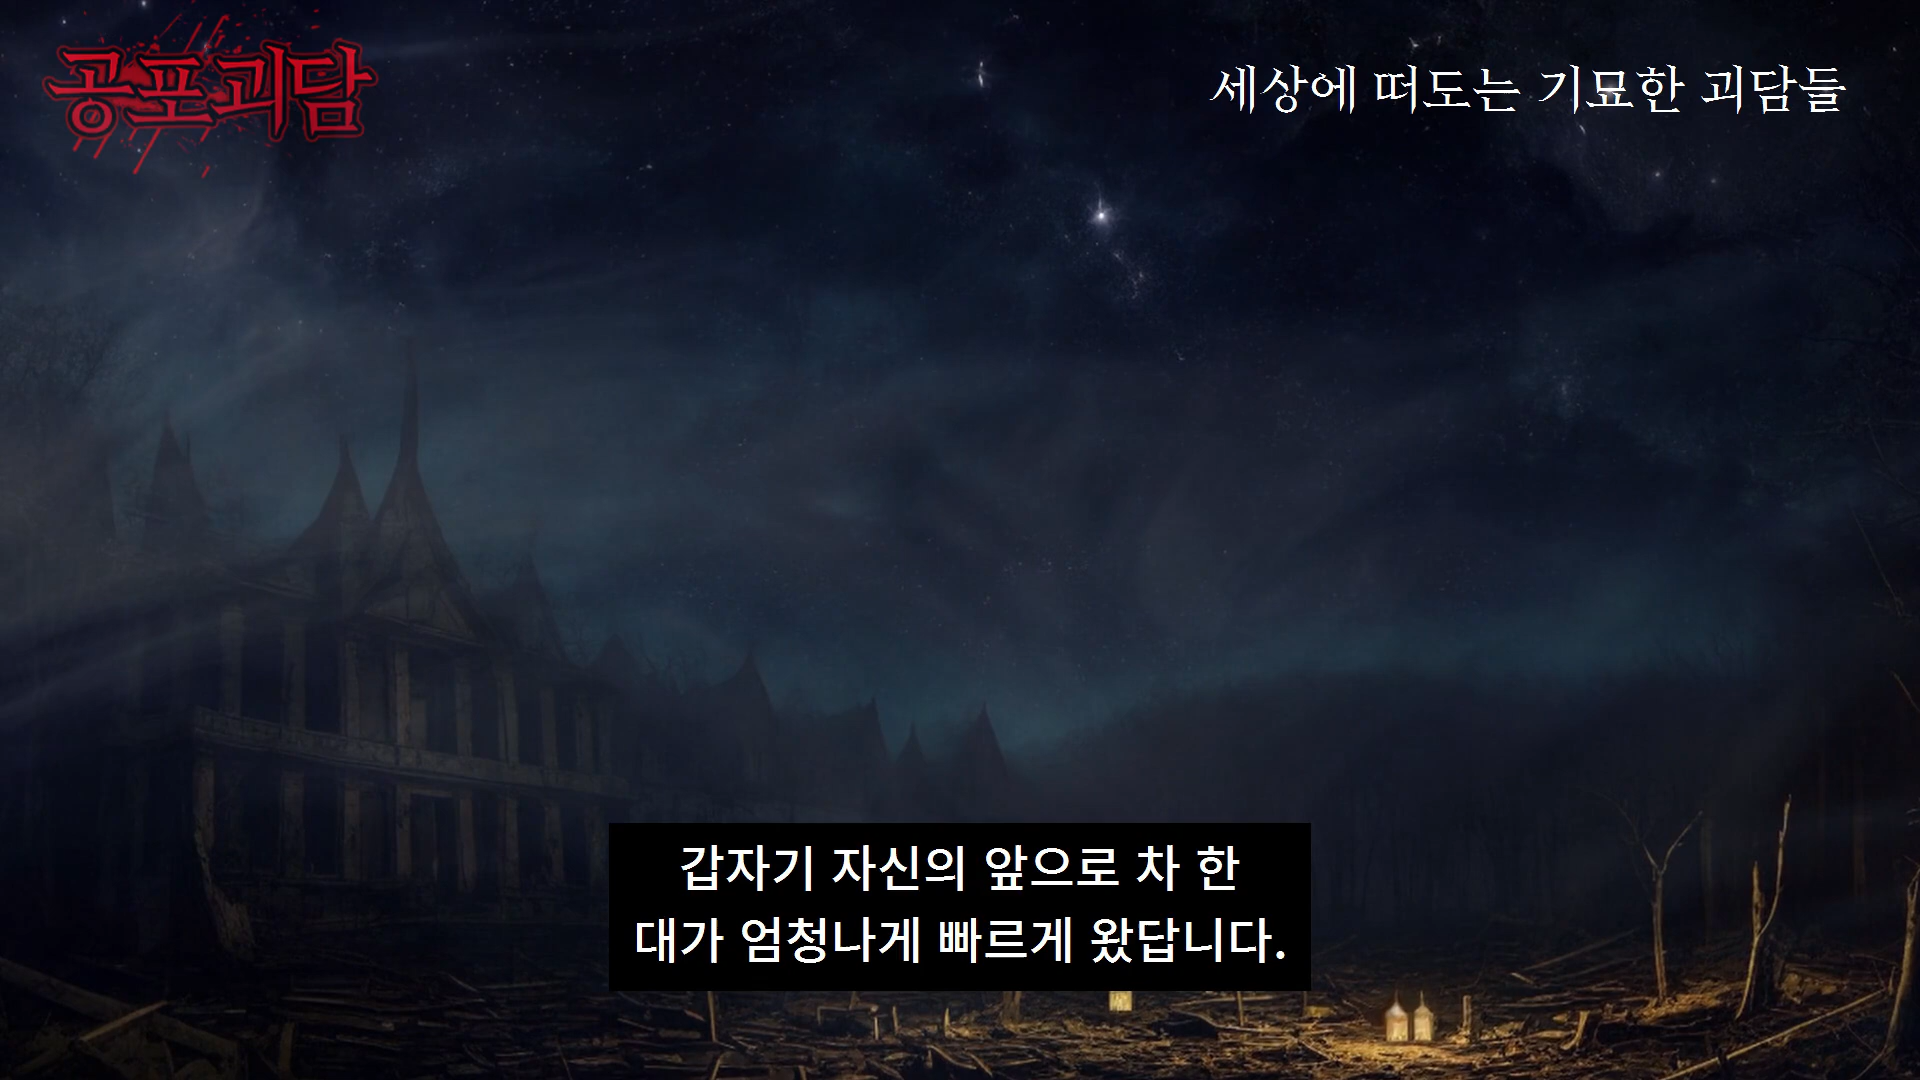 공포괴담
세상에 떠도는 기묘한 괴담들
갑자기 자신의 앞으로 차 한
대가 엄청나게 빠르게 왔답니다.